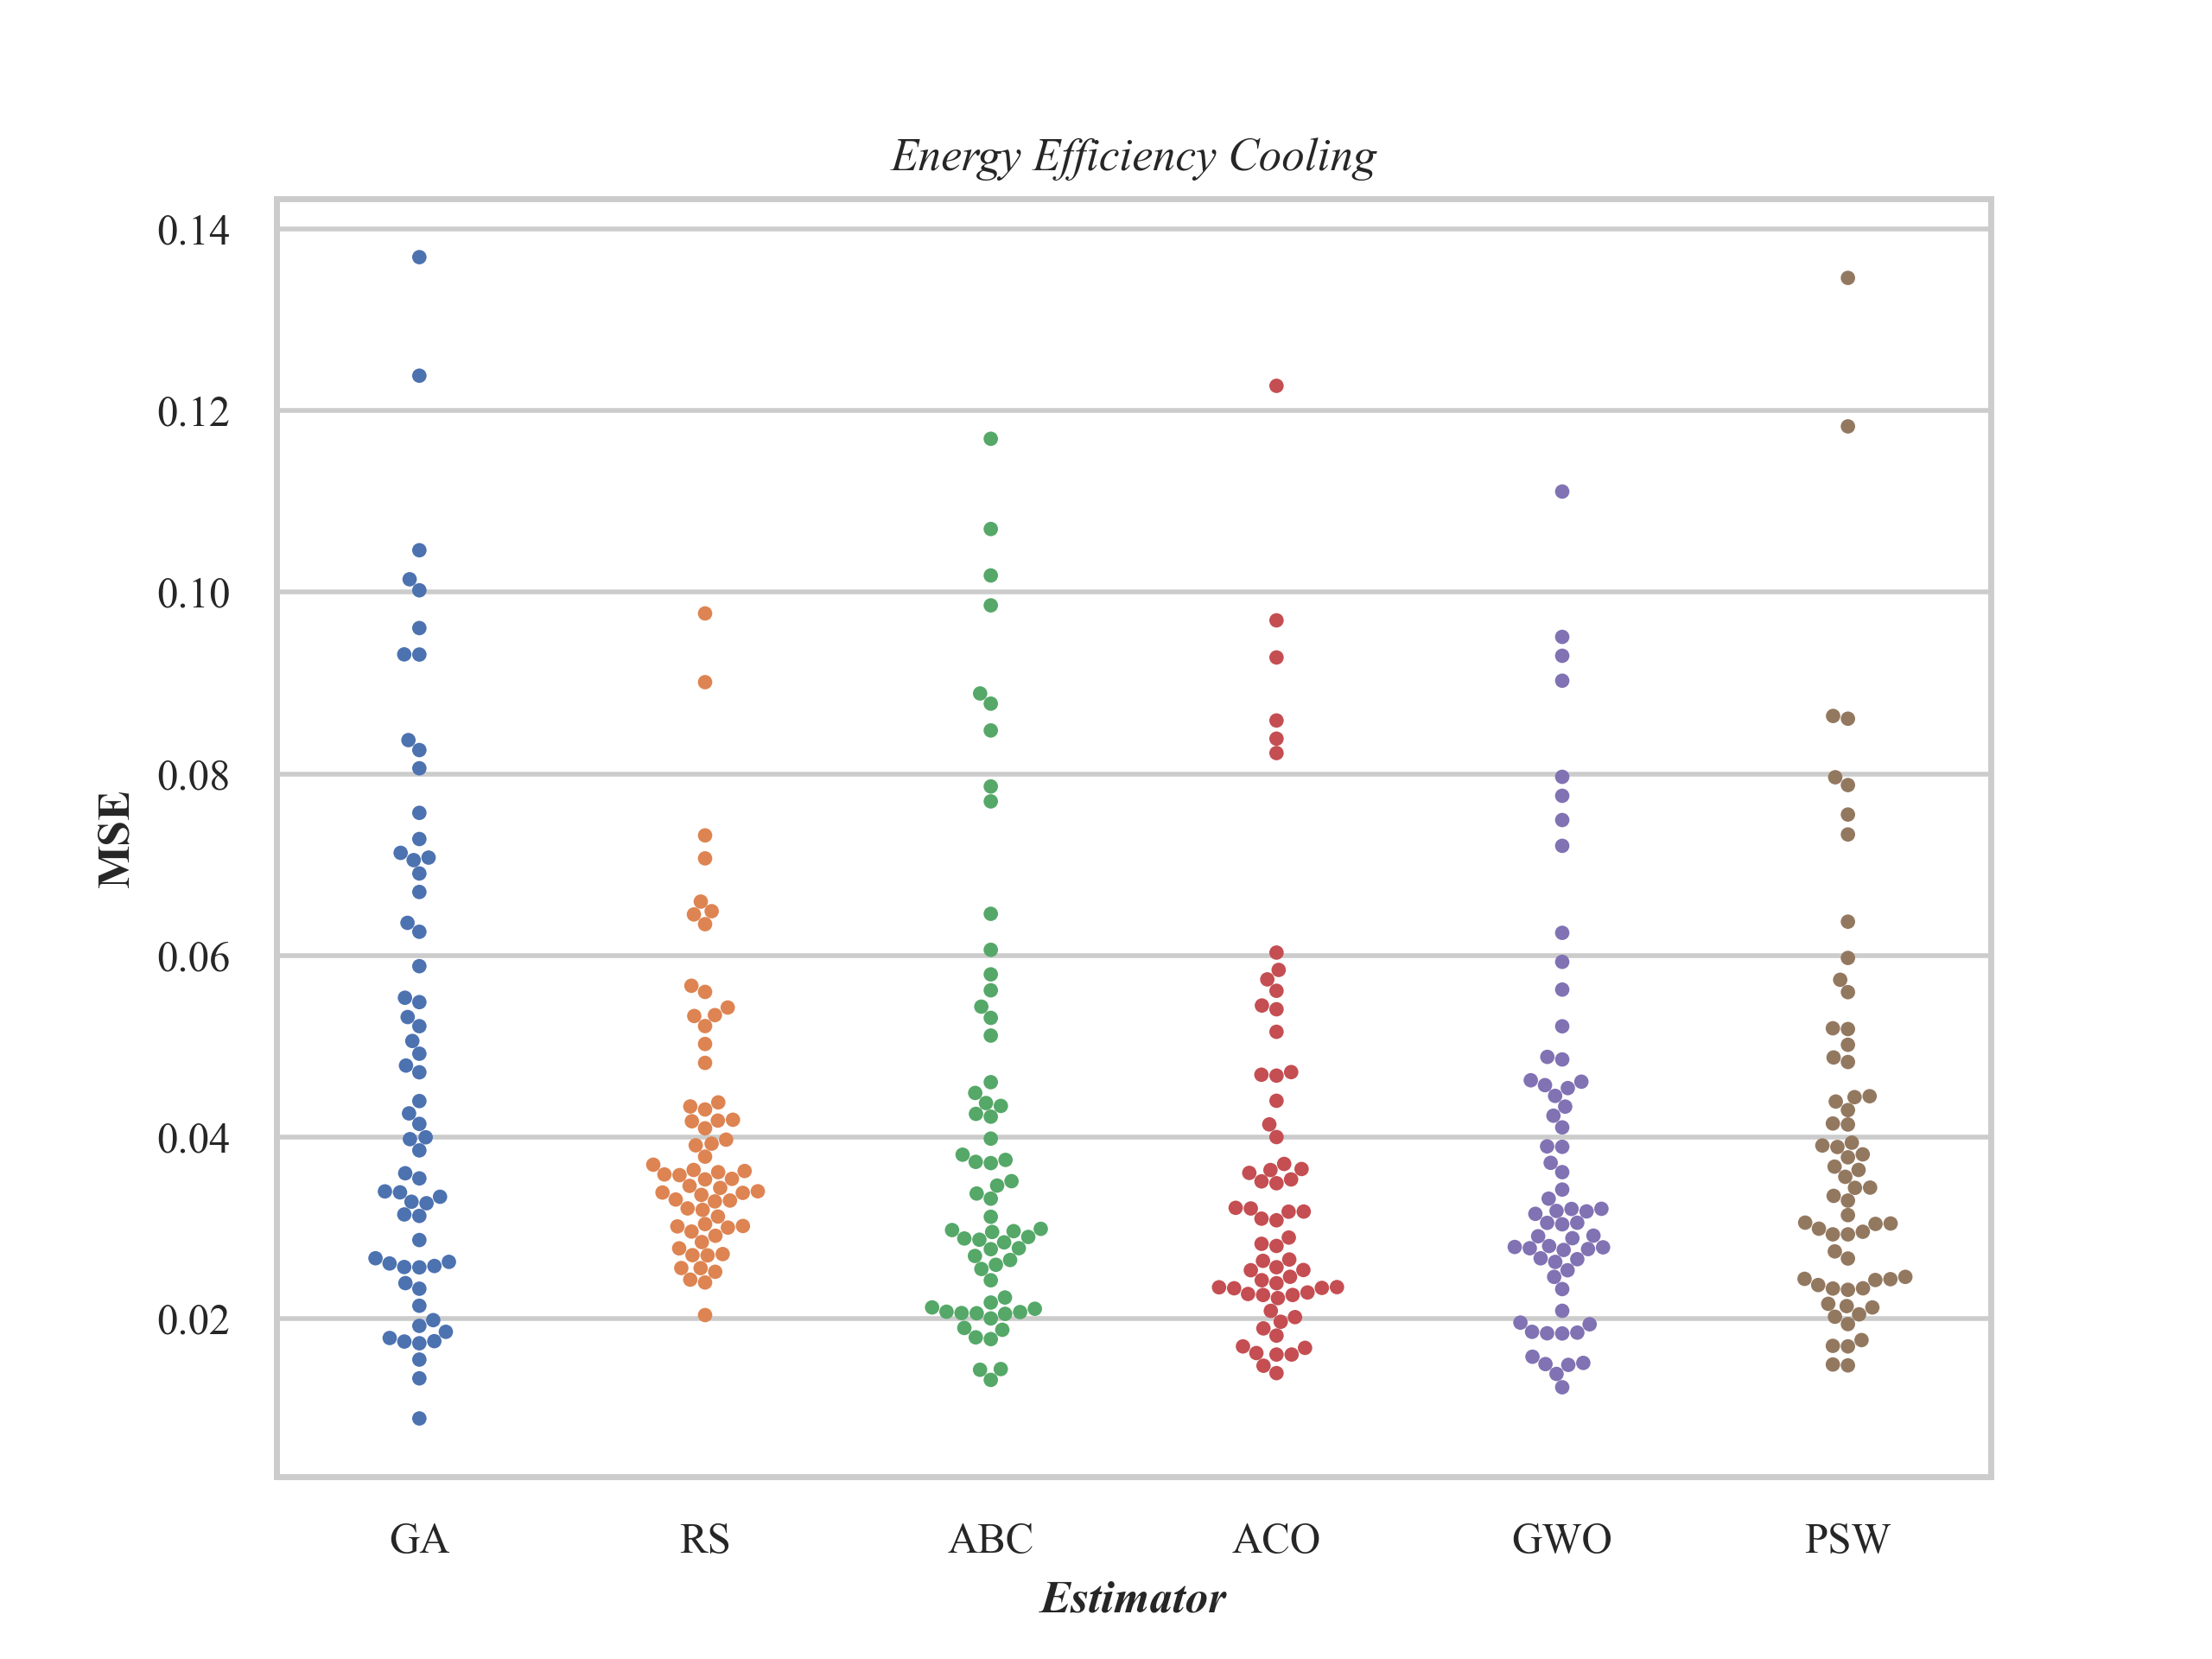 Energy Efficiency Cooling
0.14
0.12
0.10
0.08
0.06
0.04
0.02
MSE
GA RS ABC ACO GWO PSW
Estimator